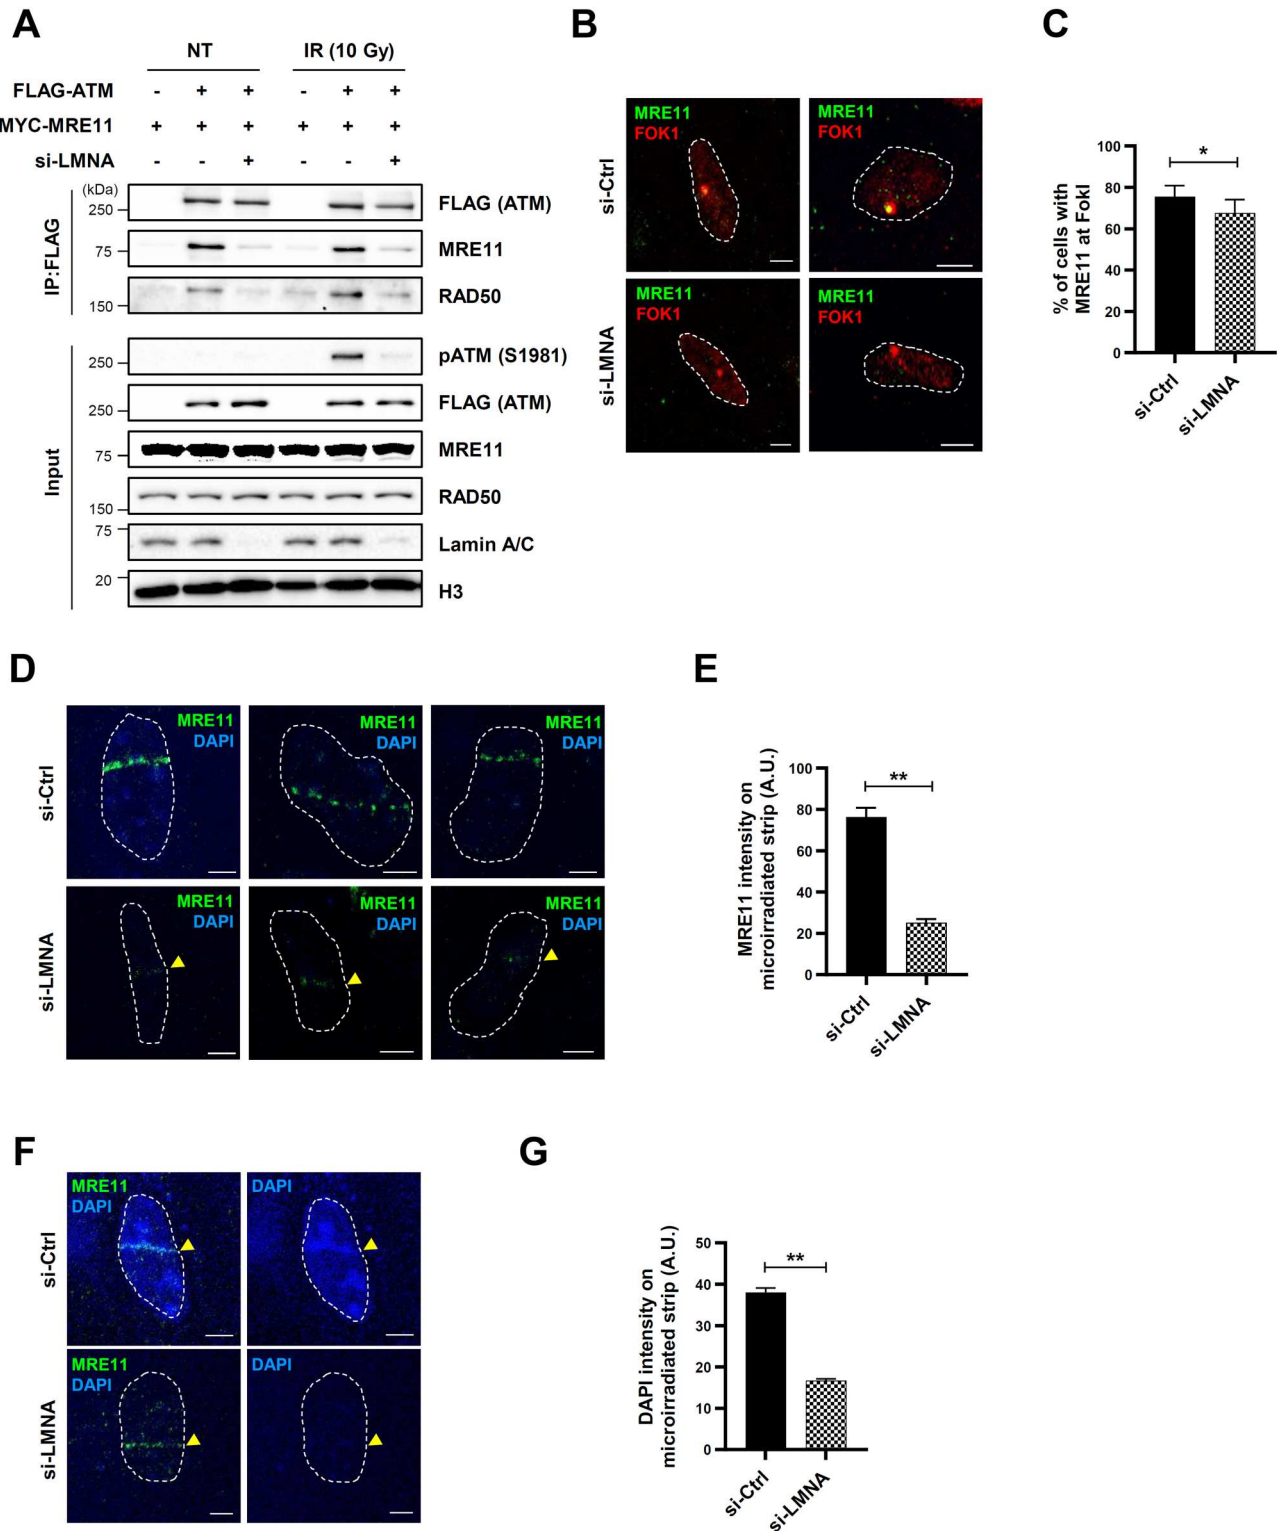 A
NT IR (10 Gy)
FLAG-ATM - + + - + +
MYC-MRE11 + + + + + +
si-LMNA - - + - - +
(kDa)
IP:FLAG
250 FLAG (ATM)
75 MRE11
150 RAD50
Input
250 pATM (S1981)
250 FLAG (ATM)
75 MRE11
150 RAD50
75 Lamin A/C
20 H3
B
si-Ctrl
MRE11 MRE11
FOK1 FOK1
si-LMNA
MRE11 MRE11
FOK1 FOK1
C
% of cells with
MRE11 at FokI
100
80
60
40
20
0
*
si-Ctrl
si-LMNA
D
si-Ctrl
MRE11 MRE11 MRE11
DAPI DAPI DAPI
si-LMNA
MRE11 MRE11 MRE11
DAPI DAPI DAPI
E
MRE11 intensity on
microirradiated strip (A.U.)
100
80
60
40
20
0
**
si-Ctrl
si-LMNA
F
si-Ctrl
MRE11 DAPI
DAPI
si-LMNA
MRE11 DAPI
DAPI
G
DAPI intensity on
microirradiated strip (A.U.)
50
40
30
20
10
0
**
si-Ctrl
si-LMNA